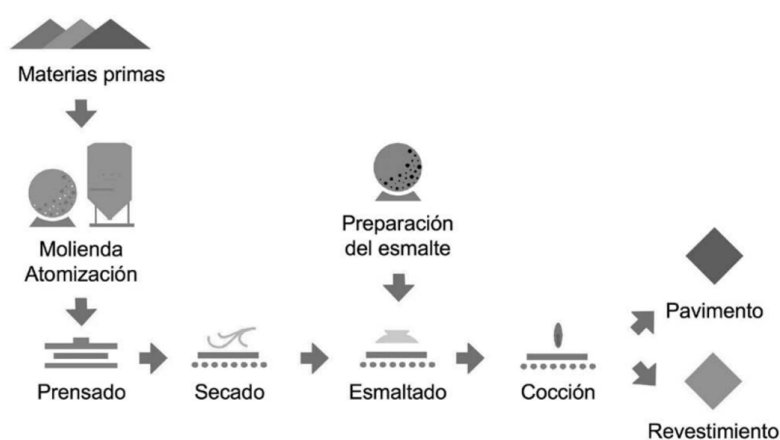 Materias primas
Molienda
Atomización
Prensado
Secado
Preparación
del esmalte
Esmaltado
Cocción
Pavimento
Revestimiento